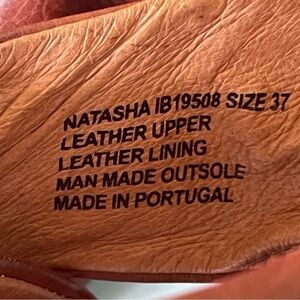 NATASHA IB19508 SIZE 37
LEATHER UPPER
LEATHER LINING
MAN MADE OUTSOLE
MADE IN PORTUGAL